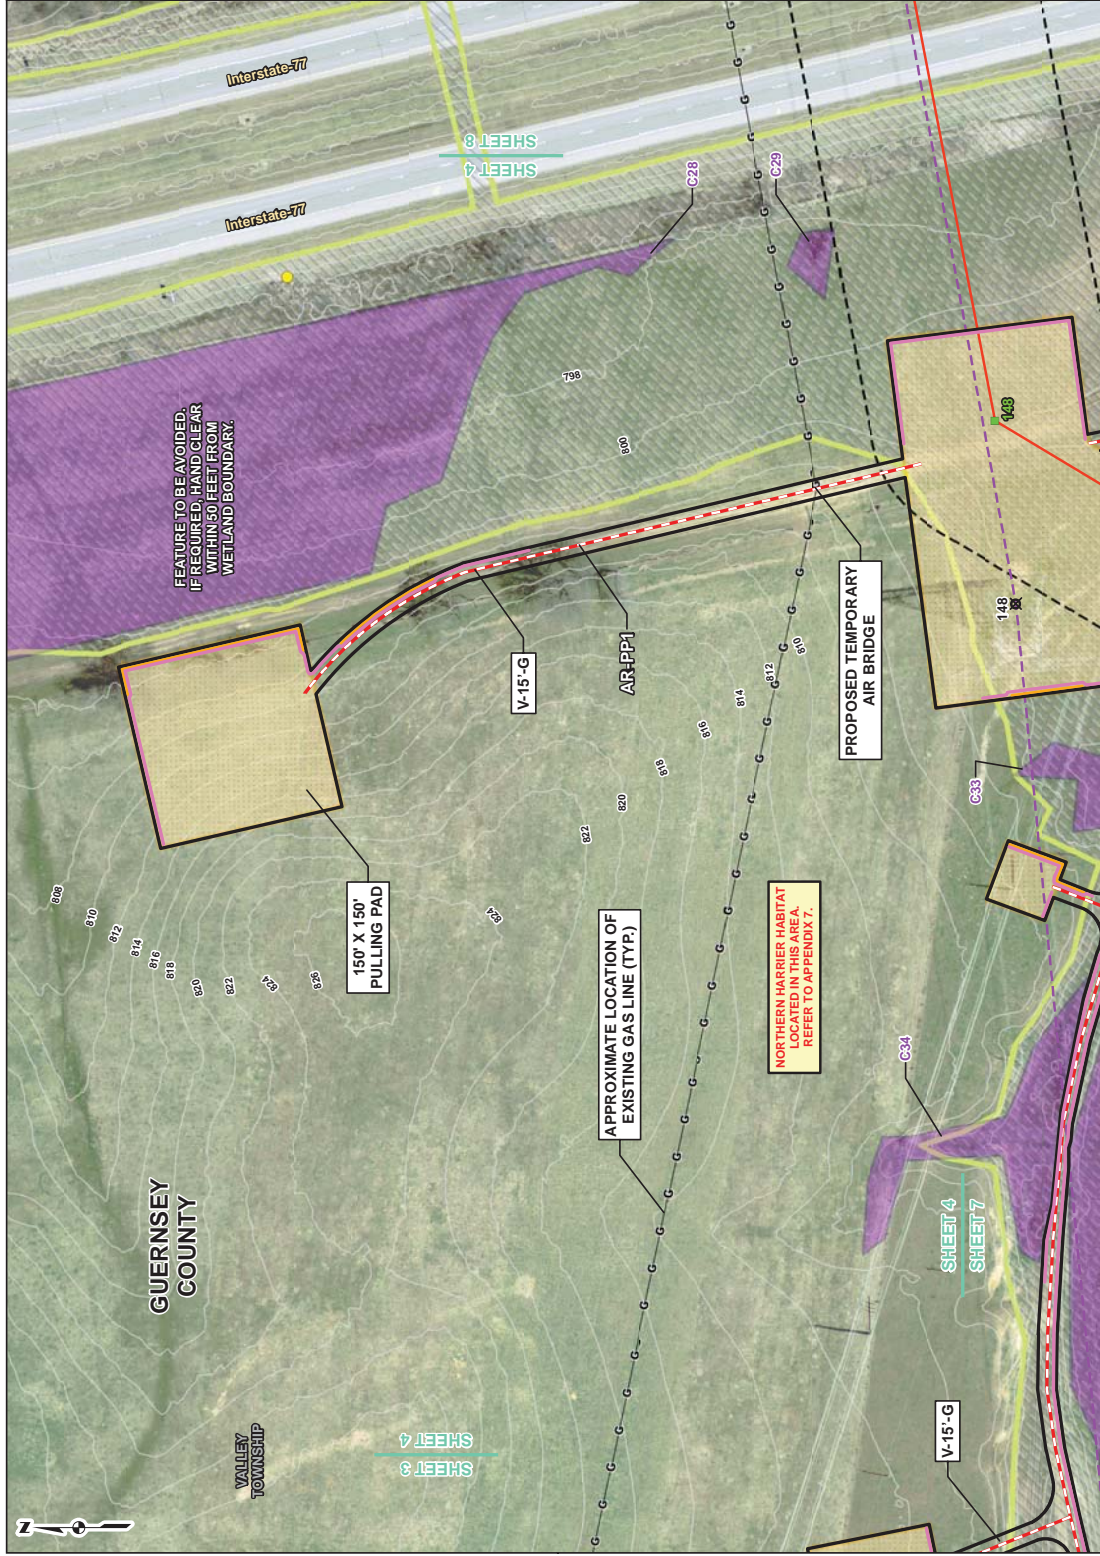 Interstate-77
Interstate-77
SHEET 8
SHEET 4
C28
C29
FEATURE TO BE AVOIDED.
IF REQUIRED, HAND CLEAR
WITHIN 50 FEET FROM
WETLAND BOUNDARY.
798
800
148
148
V-15'-G
AR-PP1
PROPOSED TEMPORARY
AIR BRIDGE
810
812
814
816
818
820
822
824
C33
150' X 150'
PULLING PAD
808
810
812
814
816
818
820
822
824
826
APPROXIMATE LOCATION OF
EXISTING GAS LINE (TYP.)
NORTHERN HARRIER HABITAT
LOCATED IN THIS AREA.
REFER TO APPENDIX 7.
C34
GUERNSEY
COUNTY
SHEET 4
SHEET 7
VALLEY
TOWNSHIP
SHEET 4
SHEET 3
V-15'-G
N
G G G G G G G G G G G G G G G G G G G G G G G G G G G G G G G G G G G G G G G G